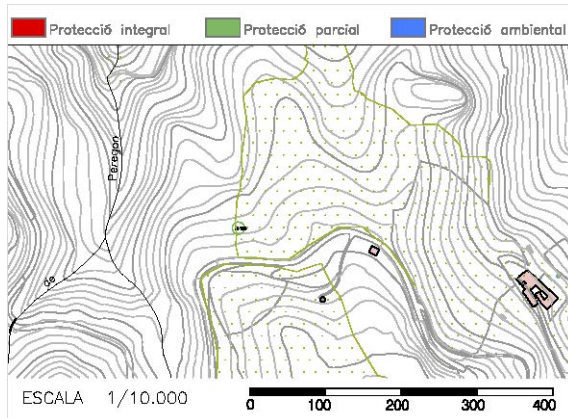 Protecció integral Protecció parcial Protecció ambiental
Peregon
de
ESCALA 1/10.000
0 100 200 300 400